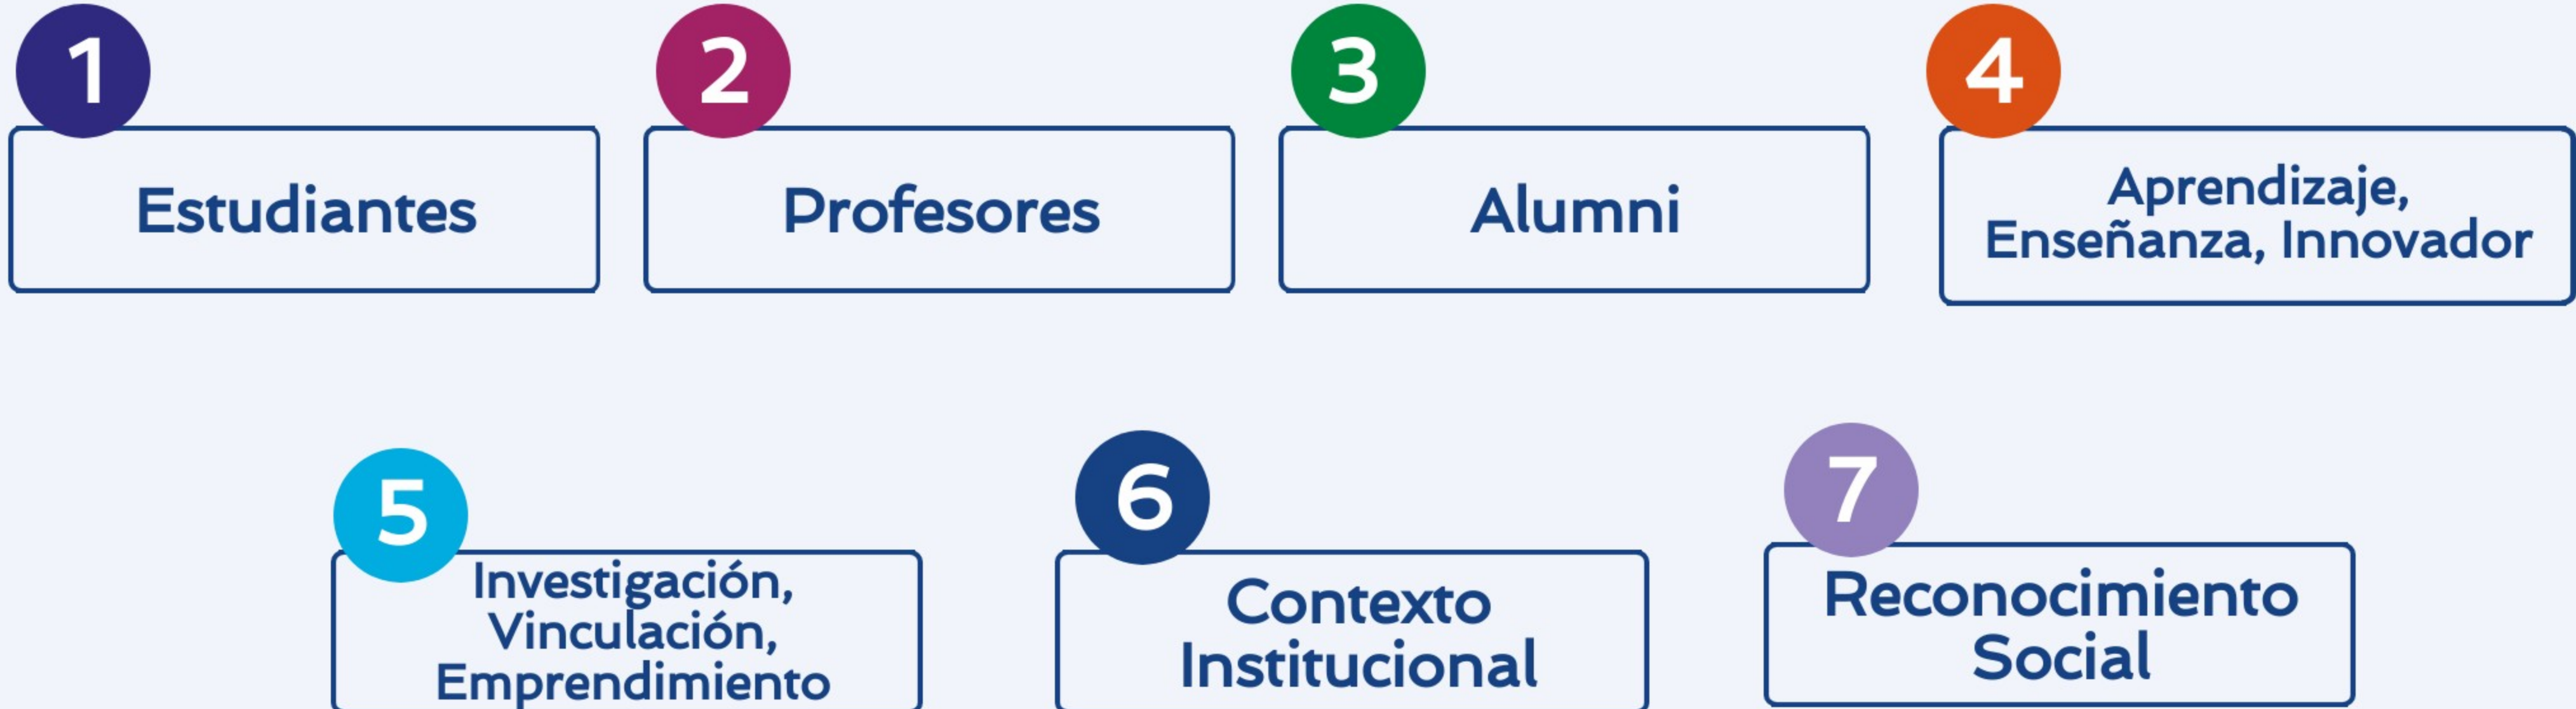 1
Estudiantes
2
Profesores
3
Alumni
4
Aprendizaje,
Enseñanza, Innovador
5
Investigación,
Vinculación,
Emprendimiento
6
Contexto
Institucional
7
Reconocimiento
Social